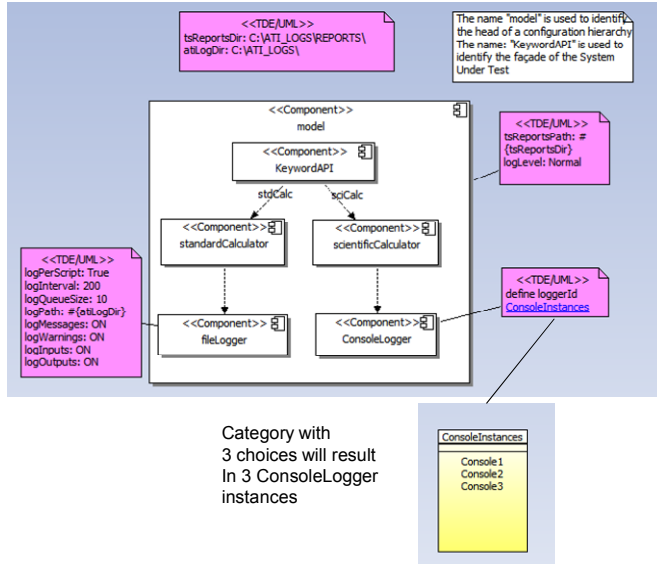 <<TDE/UML>>
tsReportsDir: C:\ATI_LOGS\REPORTS\
atiLogDir: C:\ATI_LOGS\
The name "model" is used to identify
the head of a configuration hierarchy
The name: "KeywordAPI" is used to
identify the façade of the System
Under Test
<<Component>>
model
<<Component>>
KeywordAPI
stdCalc
sciCalc
<<Component>>
standardCalculator
<<Component>>
scientificCalculator
<<Component>>
fileLogger
<<Component>>
ConsoleLogger
<<TDE/UML>>
tsReportsPath: #
{tsReportsDir}
logLevel: Normal
<<TDE/UML>>
logPerScript: True
logInterval: 200
logQueueSize: 10
logPath: #{atiLogDir}
logMessages: ON
logWarnings: ON
logInputs: ON
logOutputs: ON
<<TDE/UML>>
define loggerId
ConsoleInstances
Category with
3 choices will result
In 3 ConsoleLogger
instances
ConsoleInstances
Console1
Console2
Console3